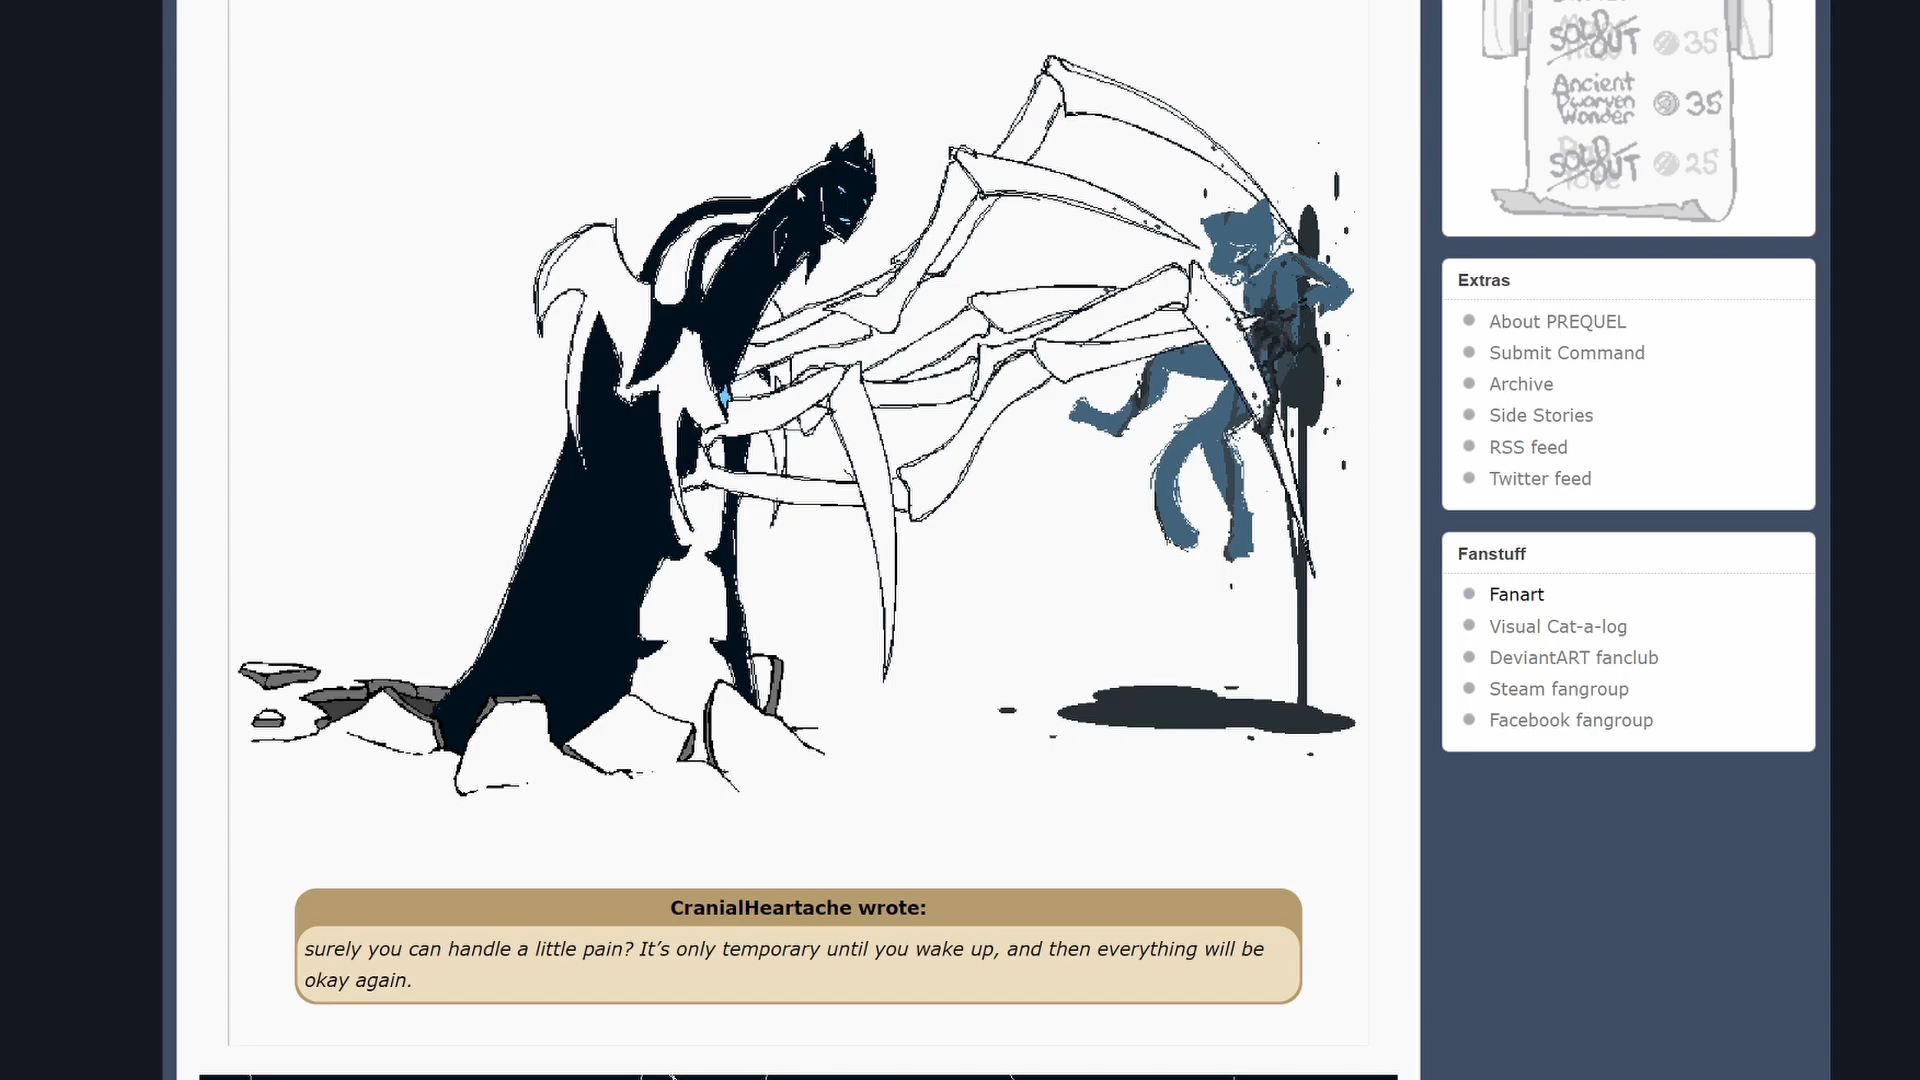 SOLD OUT 35
Ancient
Dwarven
Wonder 35
SOLD OUT 25
Extras
About PREQUEL
Submit Command
Archive
Side Stories
RSS feed
Twitter feed
Fanstuff
Fanart
Visual Cat-a-log
DeviantART fanclub
Steam fangroup
Facebook fangroup
CranialHeartache wrote:
surely you can handle a little pain? It’s only temporary until you wake up, and then everything will be
okay again.